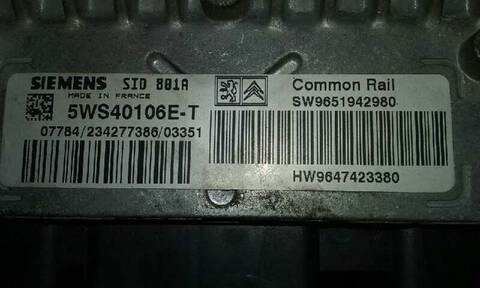 SIEMENS SID 801A
MADE IN FRANCE
5WS40106E-T
07784/234277386/03351
Common Rail
SW9651942980
HW9647423380